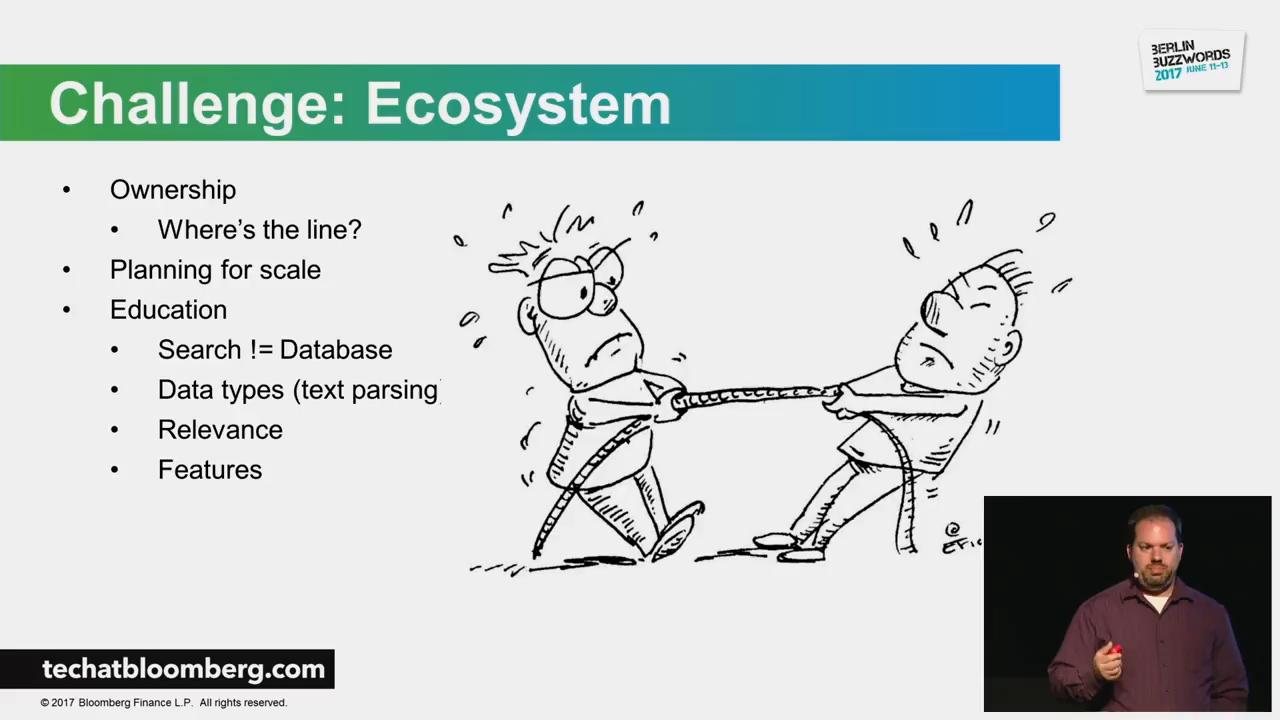 BERLIN
BUZZWORDS
2017 JUNE 11-13
Challenge: Ecosystem
• Ownership
• Where's the line?
• Planning for scale
• Education
• Search != Database
• Data types (text parsing)
• Relevance
• Features
©
techatbloomberg.com
© 2017 Bloomberg Finance L.P. All rights reserved.